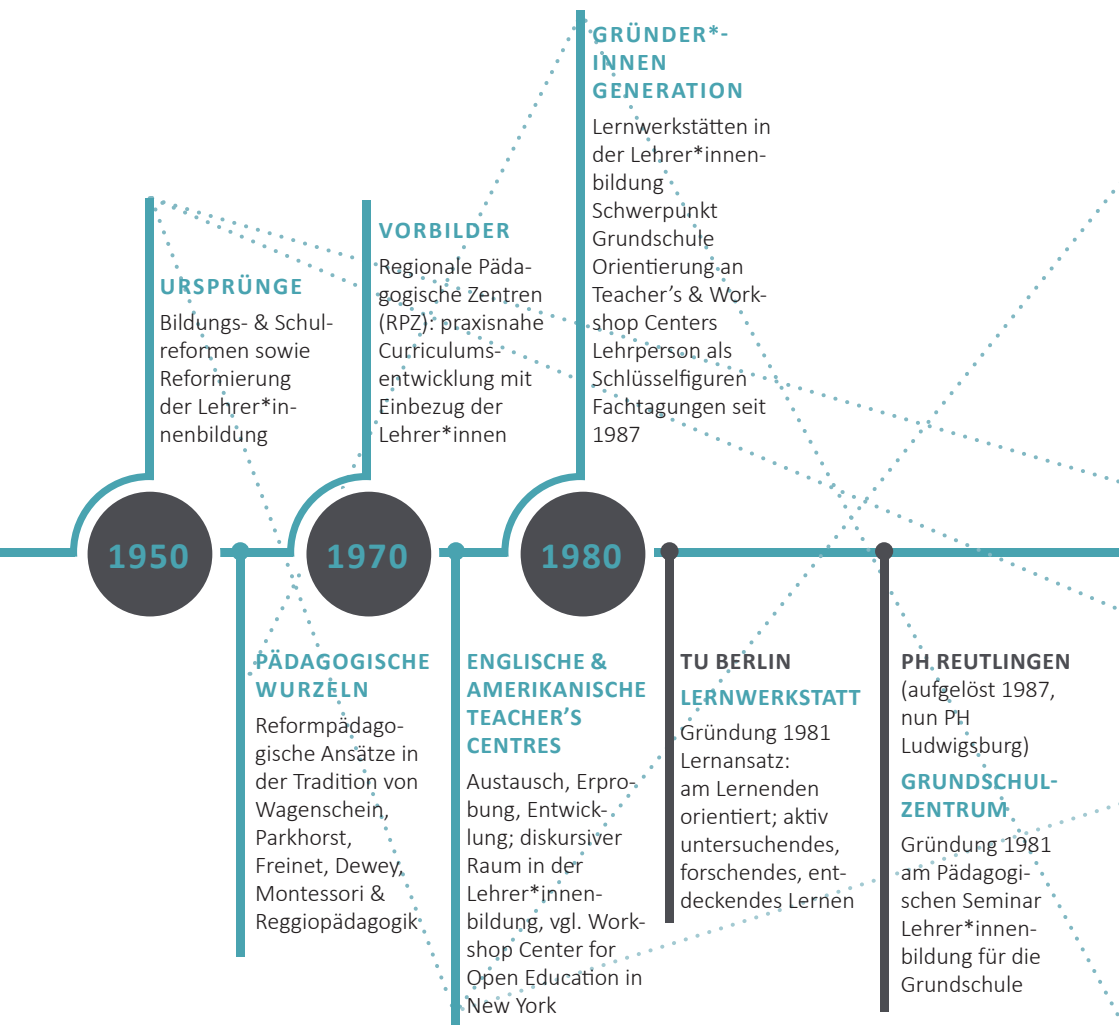 GRÜNDER*-
INNEN
GENERATION
Lernwerkstätten in
der Lehrer*innen-
bildung
Schwerpunkt
Grundschule
Orientierung an
Teacher’s & Work-
shop Centers
Lehrperson als
Schlüsselfiguren
Fachtagungen seit
1987
VORBILDER
Regionale Päda-
gogische Zentren
(RPZ): praxisnahe
Curriculums-
entwicklung mit
Einbezug der
Lehrer*innen
URSPRÜNGE
Bildungs- & Schul-
reformen sowie
Reformierung
der Lehrer*in-
nenbildung
1950
1970
1980
PÄDAGOGISCHE
WURZELN
Reformpädago-
gische Ansätze in
der Tradition von
Wagenschein,
Parkhorst,
Freinet, Dewey,
Montessori &
Reggiopädagogik
ENGLISCHE &
AMERIKANISCHE
TEACHER’S
CENTRES
Austausch, Erpro-
bung, Entwick-
lung; diskursiver
Raum in der
Lehrer*innen-
bildung, vgl. Work-
shop Center for
Open Education in
New York
TU BERLIN
LERNWERKSTATT
Gründung 1981
Lernansatz:
am Lernenden
orientiert; aktiv
untersuchendes,
forschendes, ent-
deckendes Lernen
PH REUTLINGEN
(aufgelöst 1987,
nun PH
Ludwigsburg)
GRUNDSCHUL-
ZENTRUM
Gründung 1981
am Pädagogi-
schen Seminar
Lehrer*innen-
bildung für die
Grundschule